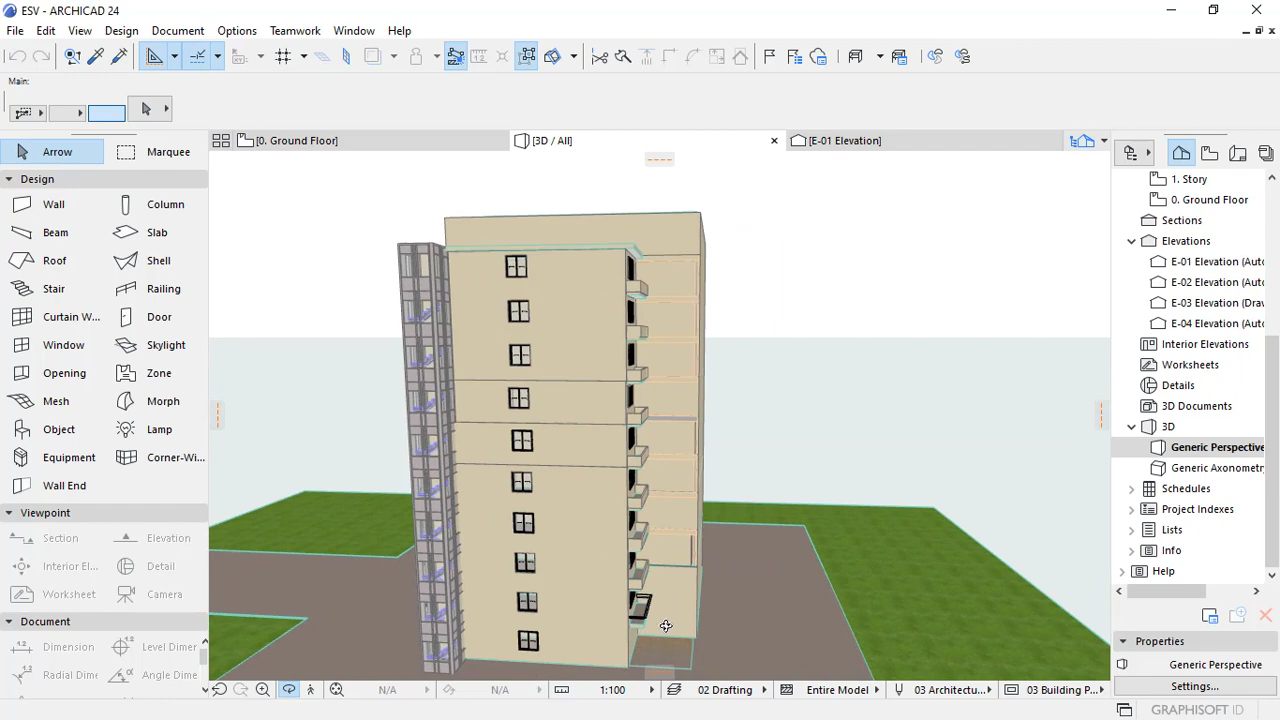 ESV - ARCHICAD 24
File Edit View Design Document Options Teamwork Window Help
Main:
[0. Ground Floor]
[3D / All]
[E-01 Elevation]
Arrow Marquee
Design
Wall Column
Beam Slab
Roof Shell
Stair Railing
Curtain W... Door
Window Skylight
Opening Zone
Mesh Morph
Object Lamp
Equipment Corner-Wi...
Wall End
Viewpoint
Section Elevation
Interior El... Detail
Worksheet Camera
Document
Dimension Level Dimen
Radial Dime Angle Dime
1. Story
0. Ground Floor
Sections
Elevations
E-01 Elevation (Auto
E-02 Elevation (Auto
E-03 Elevation (Draw
E-04 Elevation (Auto
Interior Elevations
Worksheets
Details
3D Documents
3D
Generic Perspective
Generic Axonometr
Schedules
Project Indexes
Lists
Info
Help
Properties
Generic Perspective
Settings...
N/A N/A 1:100 02 Drafting Entire Model 03 Architectu... 03 Building P...
GRAPHISOFT ID